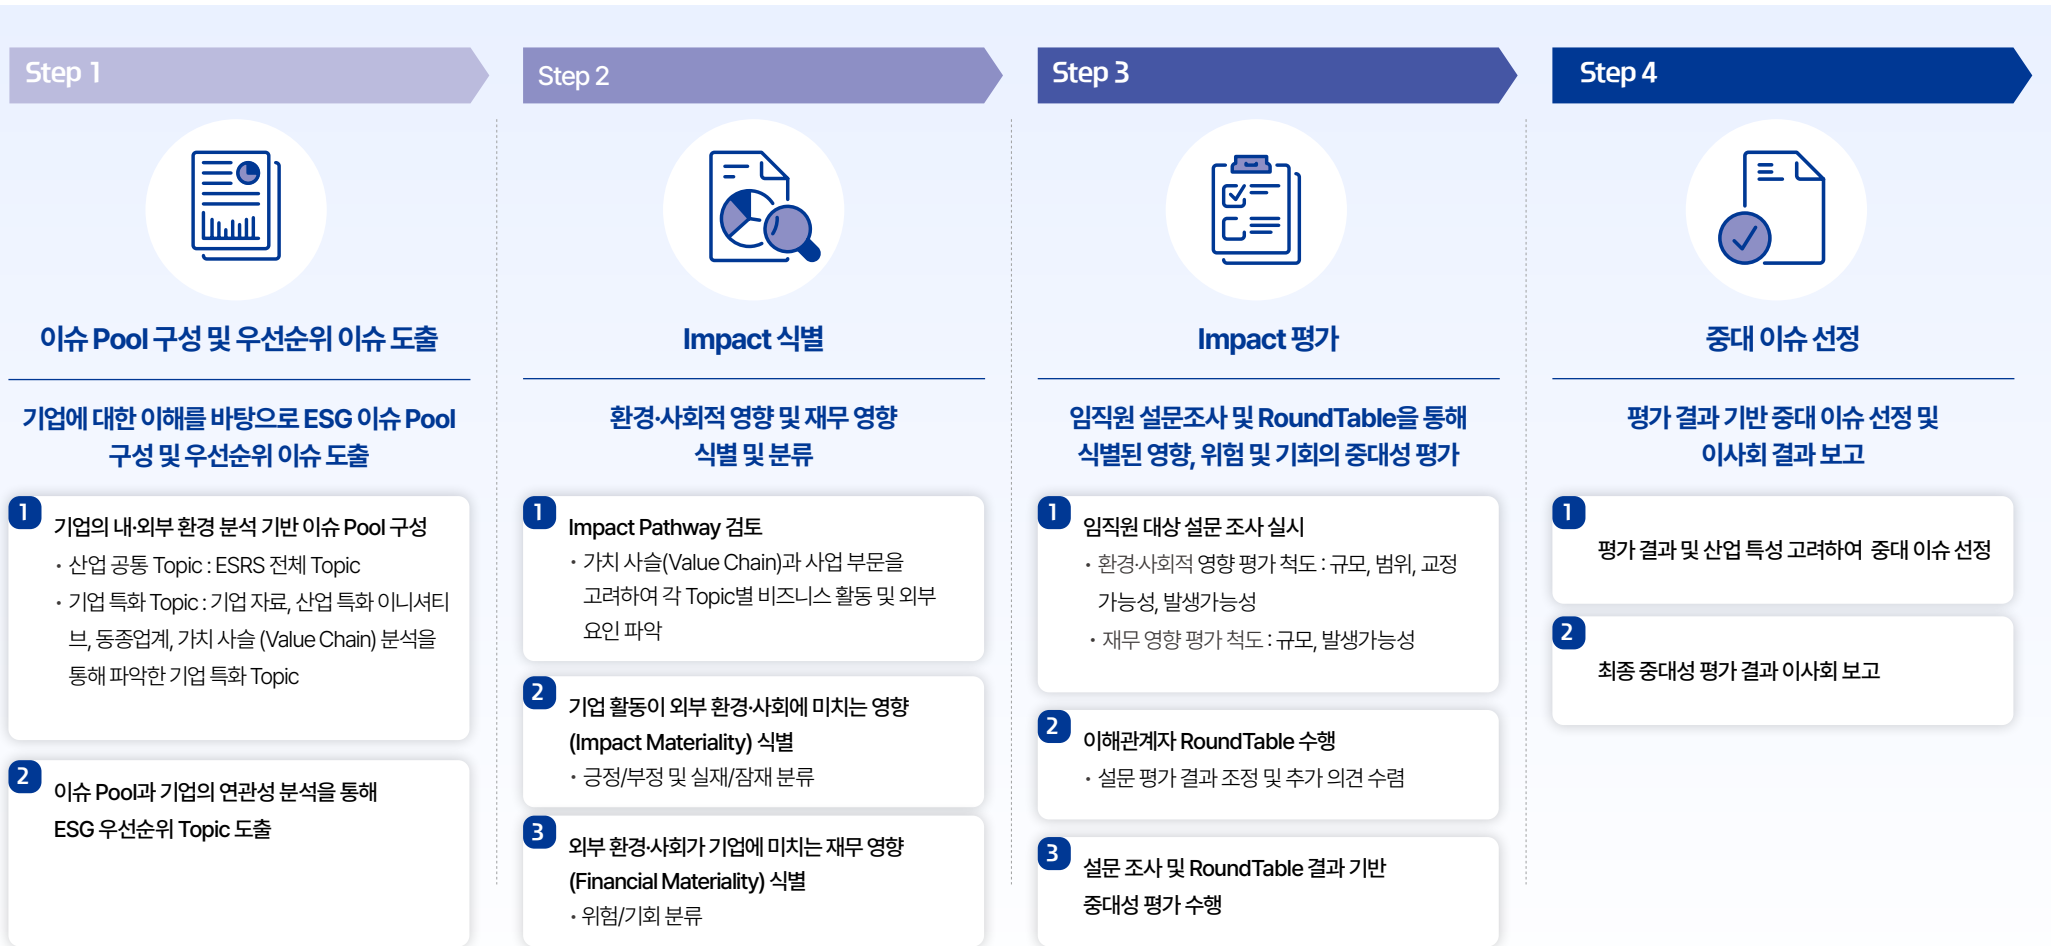 Step 1
이슈 Pool 구성 및 우선순위 이슈 도출
기업에 대한 이해를 바탕으로 ESG 이슈 Pool
구성 및 우선순위 이슈 도출
1
기업의 내·외부 환경 분석 기반 이슈 Pool 구성
· 산업 공통 Topic : ESRS 전체 Topic
· 기업 특화 Topic : 기업 자료, 산업 특화 이니셔티
브, 동종업계, 가치 사슬 (Value Chain) 분석을
통해 파악한 기업 특화 Topic
2
이슈 Pool과 기업의 연관성 분석을 통해
ESG 우선순위 Topic 도출
Step 2
Impact 식별
환경·사회적 영향 및 재무 영향
식별 및 분류
1
Impact Pathway 검토
· 가치 사슬(Value Chain)과 사업 부문을
고려하여 각 Topic별 비즈니스 활동 및 외부
요인 파악
2
기업 활동이 외부 환경·사회에 미치는 영향
(Impact Materiality) 식별
· 긍정/부정 및 실재/잠재 분류
3
외부 환경·사회가 기업에 미치는 재무 영향
(Financial Materiality) 식별
· 위험/기회 분류
Step 3
Impact 평가
임직원 설문조사 및 RoundTable을 통해
식별된 영향, 위험 및 기회의 중대성 평가
1
임직원 대상 설문 조사 실시
· 환경·사회적 영향 평가 척도 : 규모, 범위, 교정
가능성, 발생가능성
· 재무 영향 평가 척도 : 규모, 발생가능성
2
이해관계자 RoundTable 수행
· 설문 평가 결과 조정 및 추가 의견 수렴
3
설문 조사 및 RoundTable 결과 기반
중대성 평가 수행
Step 4
중대 이슈 선정
평가 결과 기반 중대 이슈 선정 및
이사회 결과 보고
1
평가 결과 및 산업 특성 고려하여 중대 이슈 선정
2
최종 중대성 평가 결과 이사회 보고